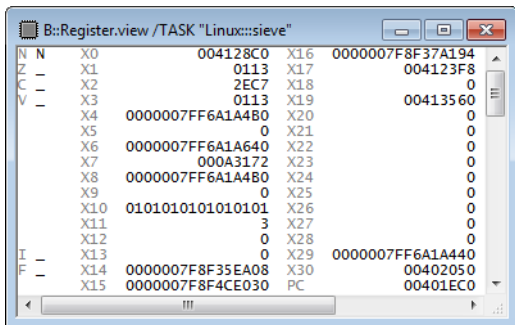 B::Register.view /TASK "Linux:::sieve"
N N X0 004128C0 X16 0000007F8F37A194
Z _ X1 0113 X17 004123F8
C _ X2 2EC7 X18 0
V _ X3 0113 X19 00413560
X4 0000007FF6A1A4B0 X20 0
X5 0 X21 0
X6 0000007FF6A1A640 X22 0
X7 000A3172 X23 0
X8 0000007FF6A1A4B0 X24 0
X9 0 X25 0
X10 0101010101010101 X26 0
X11 3 X27 0
X12 0 X28 0
I _ X13 0 X29 0000007FF6A1A440
F _ X14 0000007F8F35EA08 X30 00402050
X15 0000007F8F4CE030 PC 00401EC0